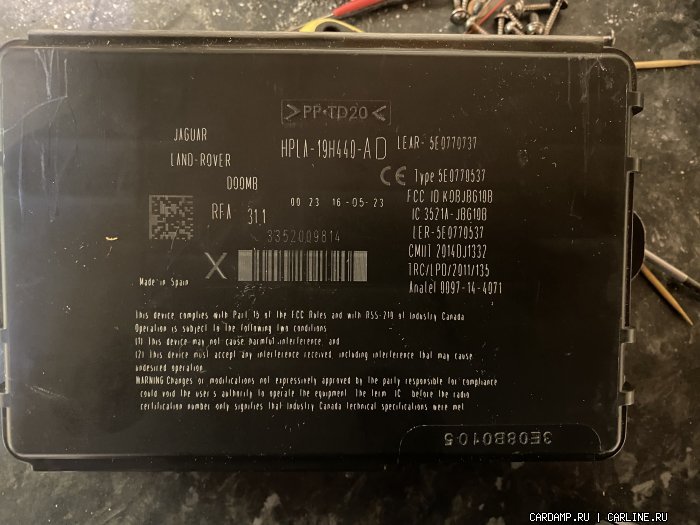 >PP-TD20<
JAGUAR
LAND-ROVER
DOOMB
HPLA-19H440-AD
LEAR- 5E0770737
CE Type 5E0770537
FCC ID KOBJBG10B
IC 3521A-JBG10B
LER-5E0770537
CMIIT 2014DJ1332
TRC/LPD/2011/135
Anatel 0097-14-4071
00 23 16-05-23
RFA 31.1
3352009814
X
Made in Spain
This device complies with Part 15 of the FCC Rules and with RSS-210 of Industry Canada
Operation is subject to the following two conditions
(1) This device may not cause harmful interference, and
(2) This device must accept any interference received, including interference that may cause
undesired operation.
WARNING Changes or modifications not expressively approved by the party responsible for compliance
could void the user's authority to operate the equipment. The term IC before the radio
certification number only signifies that Industry Canada technical specifications were met
3E08B010-5
CARDAMP.RU | CARLINE.RU